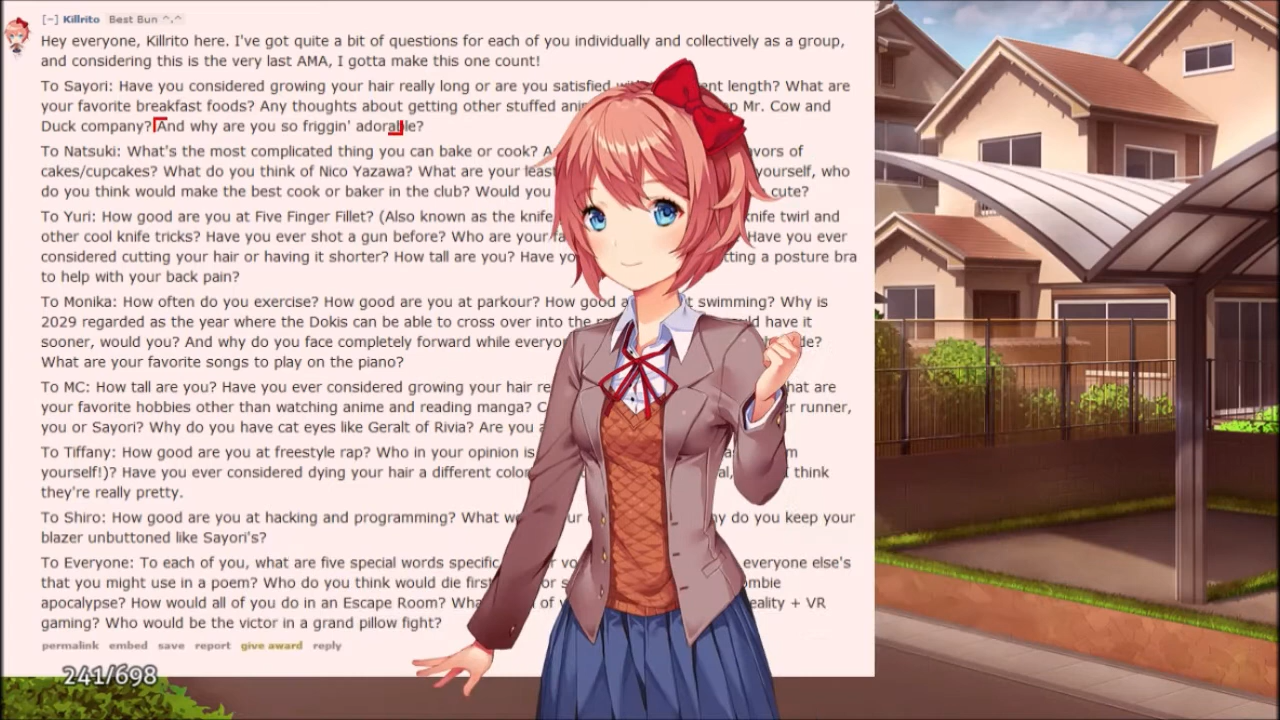 [–] Killrito Best Bun ^.^
Hey everyone, Killrito here. I've got quite a bit of questions for each of you individually and collectively as a group,
and considering this is the very last AMA, I gotta make this one count!
To Sayori: Have you considered growing your hair really long or are you satisfied length? What are
your favorite breakfast foods? Any thoughts about getting other stuffed Mr. Cow and
Duck company? And why are you so friggin' adorable?
To Natsuki: What's the most complicated thing you can bake or cook? of
cakes/cupcakes? What do you think of Nico Yazawa? What are your yourself, who
do you think would make the best cook or baker in the club? Would you cute?
To Yuri: How good are you at Five Finger Fillet? (Also known as the knife knife twirl and
other cool knife tricks? Have you ever shot a gun before? Who are your Have you ever
considered cutting your hair or having it shorter? How tall are you? Have a posture bra
to help with your back pain?
To Monika: How often do you exercise? How good are you at parkour? How good swimming? Why is
2029 regarded as the year where the Dokis can be able to cross over into the have it
sooner, would you? And why do you face completely forward while
What are your favorite songs to play on the piano?
To MC: How tall are you? Have you ever considered growing your hair are
your favorite hobbies other than watching anime and reading manga? runner,
you or Sayori? Why do you have cat eyes like Geralt of Rivia? Are you
To Tiffany: How good are you at freestyle rap? Who in your opinion is
yourself!)? Have you ever considered dying your hair a different think
they're really pretty.
To Shiro: How good are you at hacking and programming? What do you keep your
blazer unbuttoned like Sayori's?
To Everyone: To each of you, what are five special words everyone else's
that you might use in a poem? Who do you think would die
apocalypse? How would all of you do in an Escape Room? of + VR
gaming? Who would be the victor in a grand pillow fight?
permalink embed save report give award reply
241/698